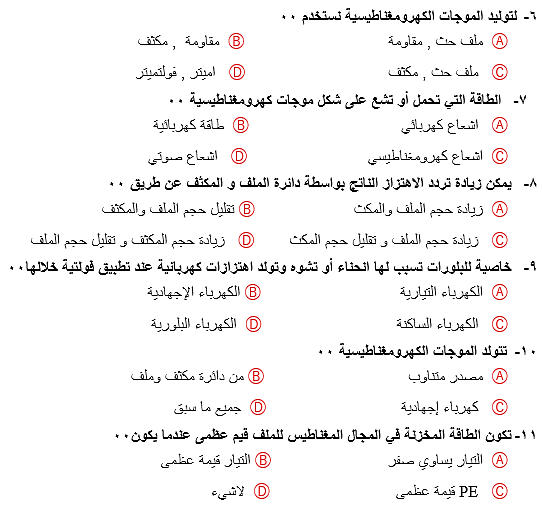 ٦- لتوليد الموجات الكهرومغناطيسية نستخدم ٠٠
Ⓐ ملف حث , مقاومة Ⓑ مقاومة , مكثف
Ⓒ ملف حث , مكثف Ⓓ اميتر , فولتميتر
٧- الطاقة التي تحمل أو تشع على شكل موجات كهرومغناطيسية ٠٠
Ⓐ اشعاع كهربائي Ⓑ طاقة كهربائية
Ⓒ اشعاع كهرومغناطيسي Ⓓ اشعاع صوتي
٨- يمكن زيادة تردد الاهتزاز الناتج بواسطة دائرة الملف و المكثف عن طريق ٠٠
Ⓐ زيادة حجم الملف والمكث Ⓑ تقليل حجم الملف والمكثف
Ⓒ زيادة حجم الملف و تقليل حجم المكث Ⓓ زيادة حجم المكثف و تقليل حجم الملف
٩- خاصية للبلورات تسبب لها انحناء أو تشوه وتولد اهتزازات كهربائية عند تطبيق فولتية خلالها٠٠
Ⓐ الكهرباء التيارية Ⓑ الكهرباء الإجهادية
Ⓒ الكهرباء الساكنة Ⓓ الكهرباء البلورية
١٠- تتولد الموجات الكهرومغناطيسية ٠٠
Ⓐ مصدر متناوب Ⓑ من دائرة مكثف وملف
Ⓒ كهرباء إجهادية Ⓓ جميع ما سبق
١١- تكون الطاقة المخزنة في المجال المغناطيس للملف قيم عظمى عندما يكون٠٠
Ⓐ التيار يساوي صفر Ⓑ التيار قيمة عظمى
Ⓒ PE قيمة عظمى Ⓓ لاشيء